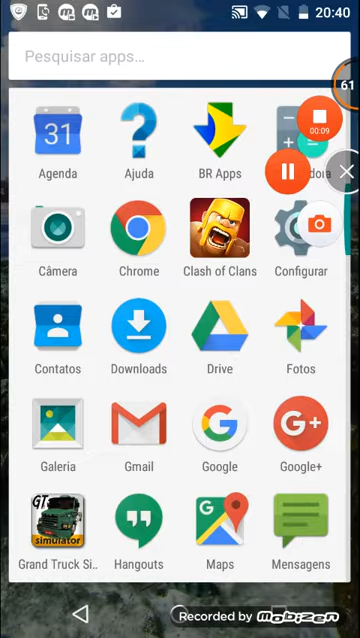 20:40
Pesquisar apps...
61
31
00:09
Agenda
Ajuda
BR Apps
dora
Câmera
Chrome
Clash of Clans
Configurar
Contatos
Downloads
Drive
Fotos
Galeria
Gmail
Google
Google+
GT
simulator
G
Grand Truck Si..
Hangouts
Maps
Mensagens
Recorded by Mobizen